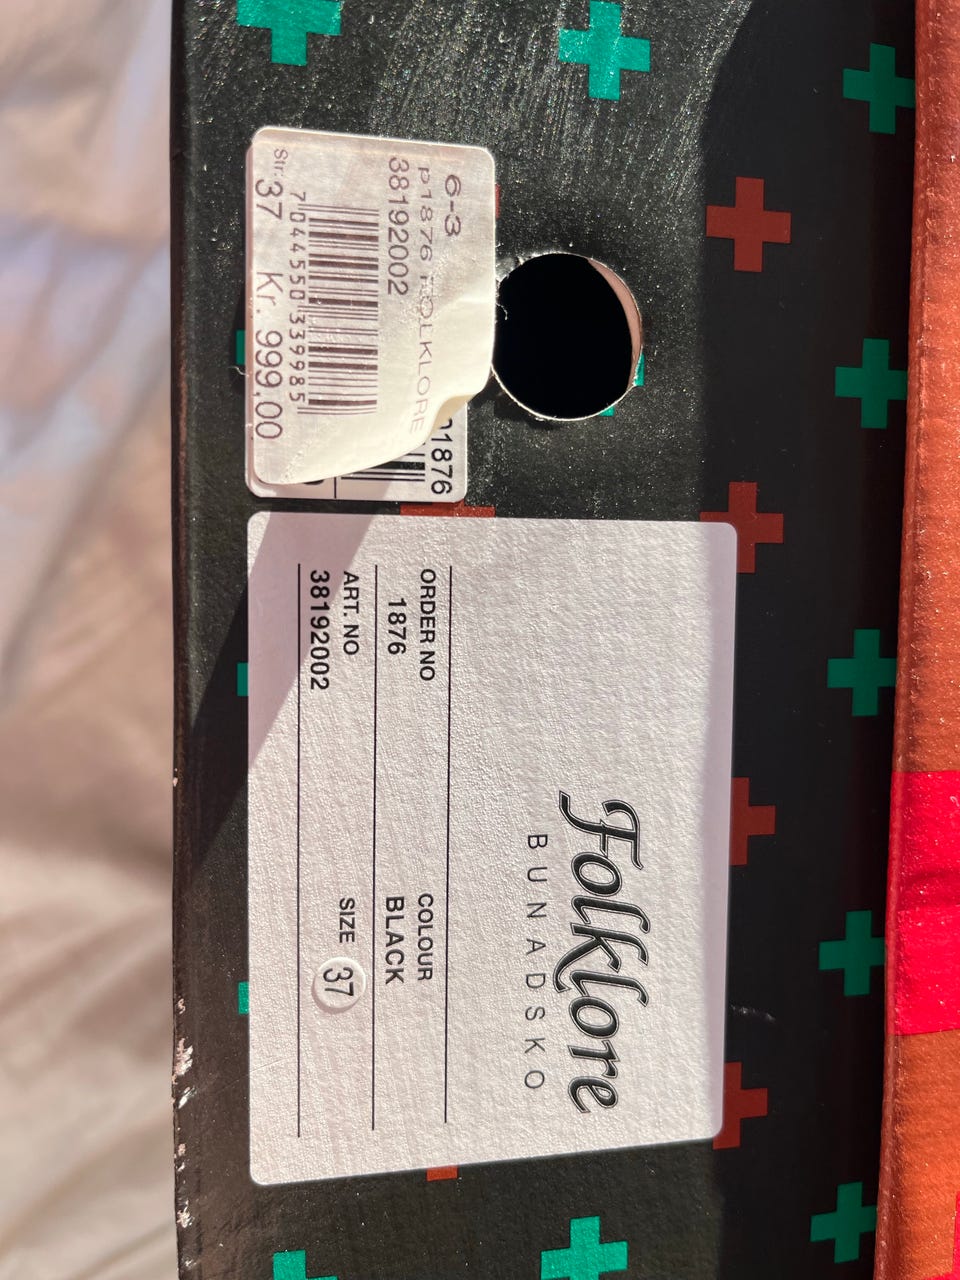 6-3
p1876 FOLKLORE
38192002
7044550339985
Str. 37 Kr. 999,00
01876
Folklore
BUNADSKO
ORDER NO COLOUR
1876 BLACK
ART. NO SIZE 37
38192002